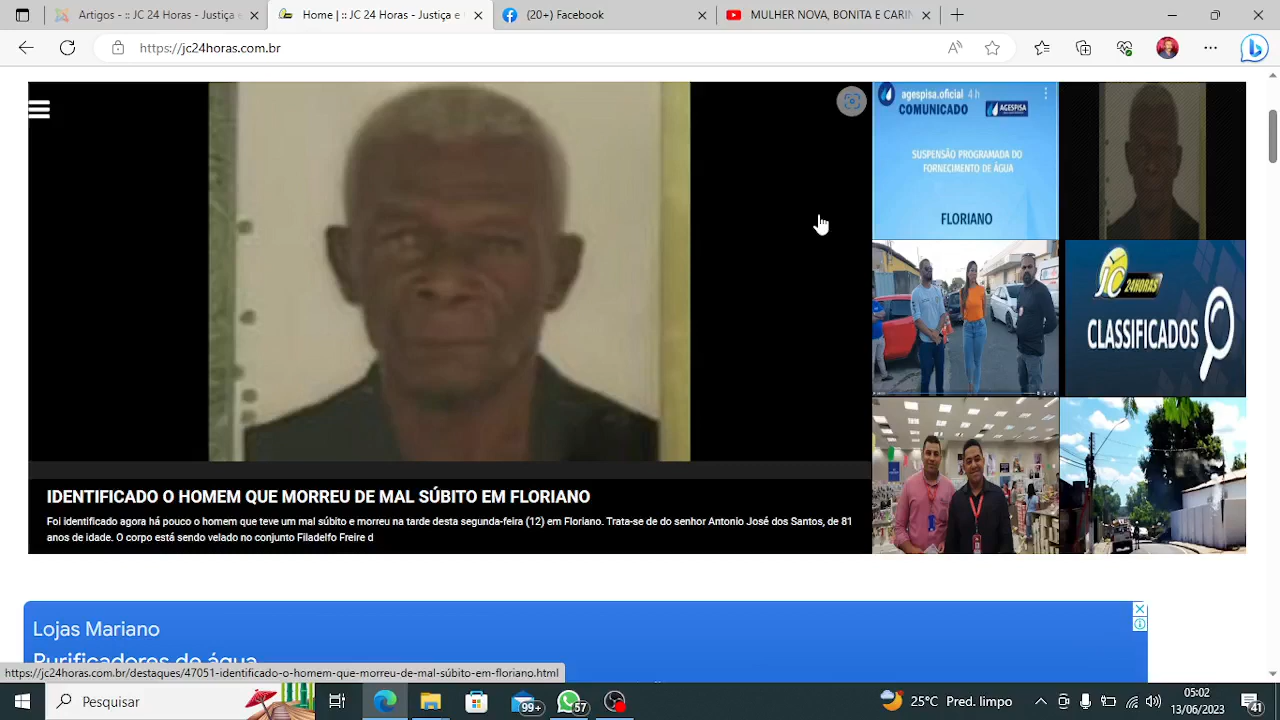 Artigos - :: JC 24 Horas - Justiça e
Home | :: JC 24 Horas - Justiça e C
(20+) Facebook
MULHER NOVA, BONITA E CARIN
https://jc24horas.com.br
agespisa.oficial 4 h
COMUNICADO
AGESPISA
SUSPENSÃO PROGRAMADA DO
FORNECIMENTO DE ÁGUA
FLORIANO
JC 24HORAS
CLASSIFICADOS
IDENTIFICADO O HOMEM QUE MORREU DE MAL SÚBITO EM FLORIANO
Foi identificado agora há pouco o homem que teve um mal súbito e morreu na tarde desta segunda-feira (12) em Floriano. Trata-se de do senhor Antonio José dos Santos, de 81
anos de idade. O corpo está sendo velado no conjunto Filadelfo Freire d
Lojas Mariano
Purificadores de água
https://jc24horas.com.br/destaques/47051-identificado-o-homem-que-morreu-de-mal-súbito-em-floriano.html
Pesquisar
99+
57
25°C Pred. limpo
05:02
13/06/2023
41